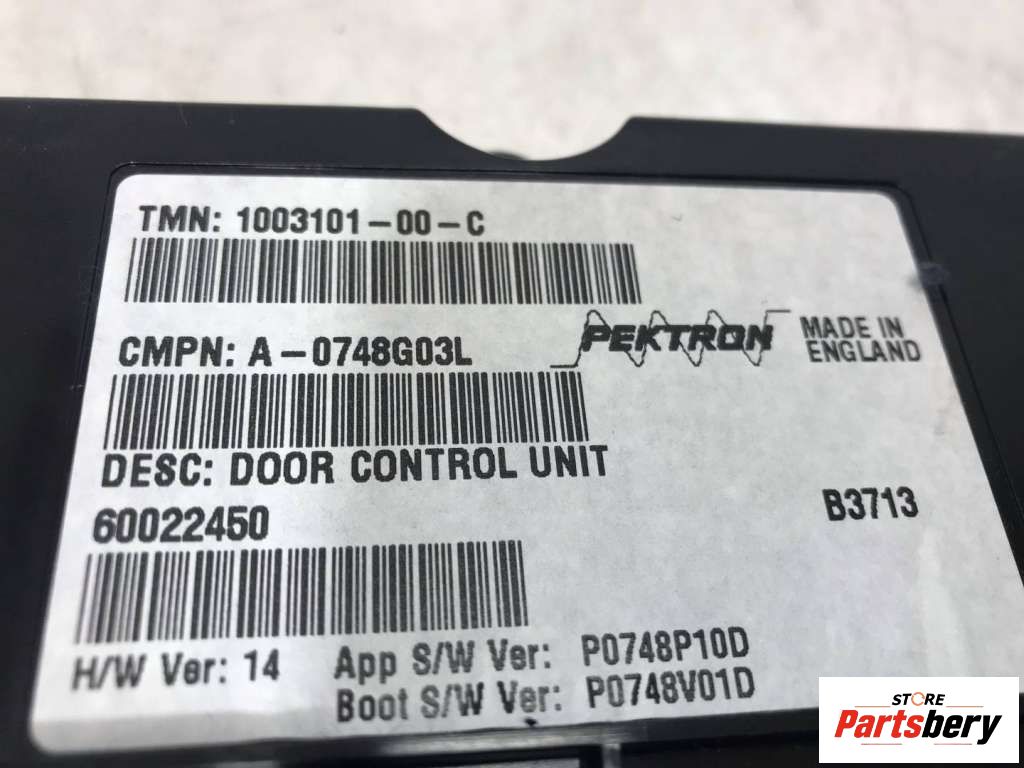 TMN: 1003101-00-C
CMPN: A-0748G03L
PEKTRON
MADE IN
ENGLAND
DESC: DOOR CONTROL UNIT
60022450
B3713
H/W Ver: 14
App S/W Ver: P0748P10D
Boot S/W Ver: P0748V01D
STORE
Partsbery